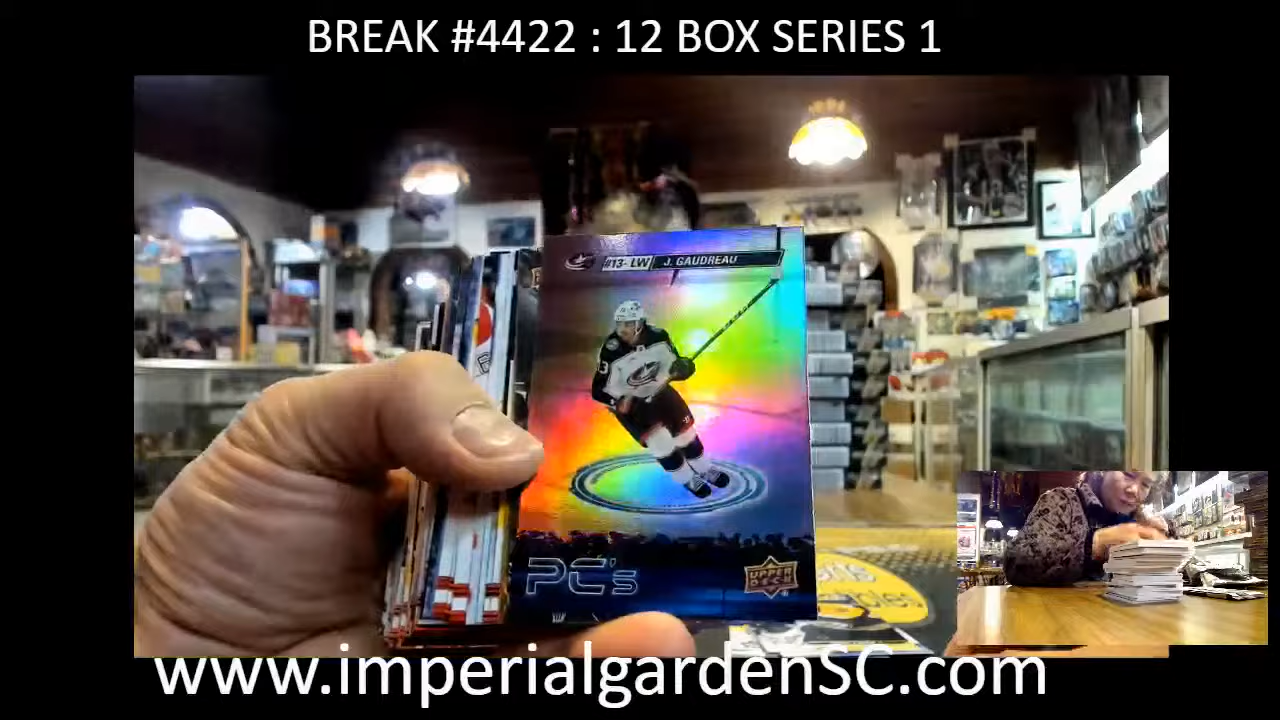 BREAK #4422 : 12 BOX SERIES 1
#13- LW J. GAUDREAU
PC's
UPPER DECK
www.imperialgardenSC.com